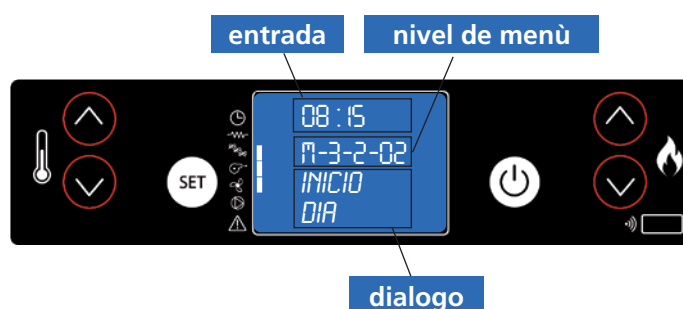 entrada
nivel de menù
08:15
M-3-2-02
SET
INICIO
DIA
dialogo